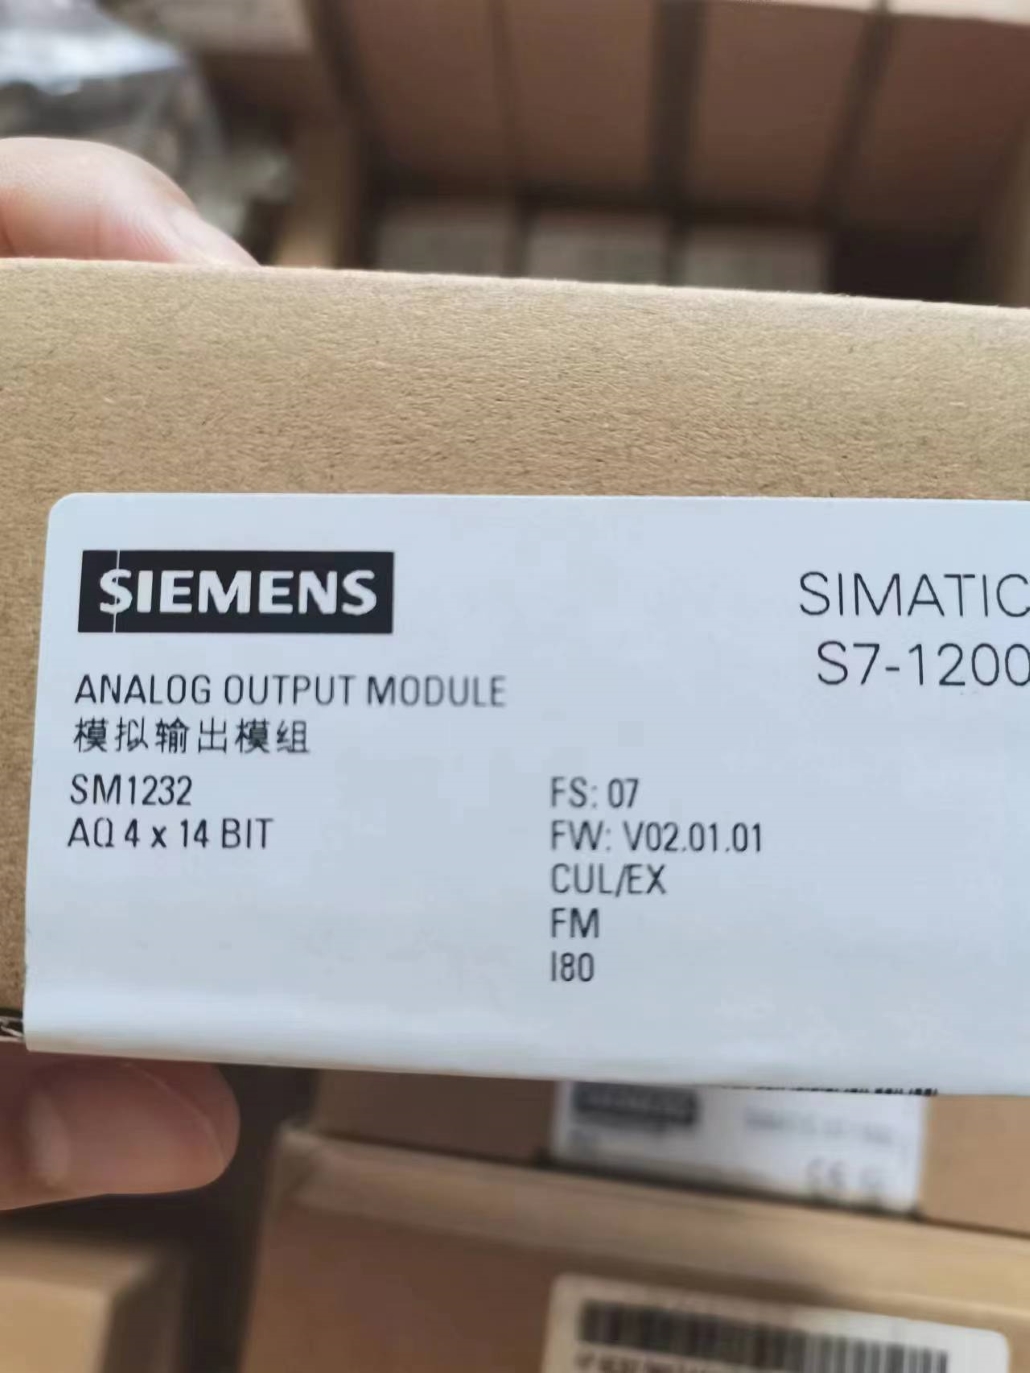 SIEMENS
SIMATIC
S7-1200
ANALOG OUTPUT MODULE
模拟输出模组
SM1232
AQ 4 x 14 BIT
FS: 07
FW: V02.01.01
CUL/EX
FM
I80